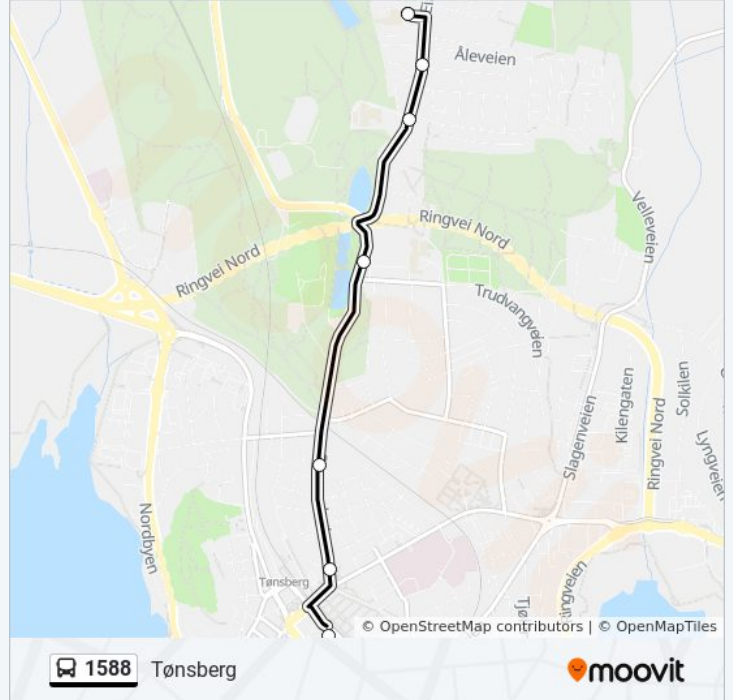 Åleveien
Ringvei Nord
Velleveien
Ringvei Nord
Trudvangveien
Solkilen
Kilengaten
Slagenveien
Ringvei Nord
Lyngveien
Nordbyen
Tønsberg
© OpenStreetMap contributors | © OpenMapTiles
1588 Tønsberg
moovit